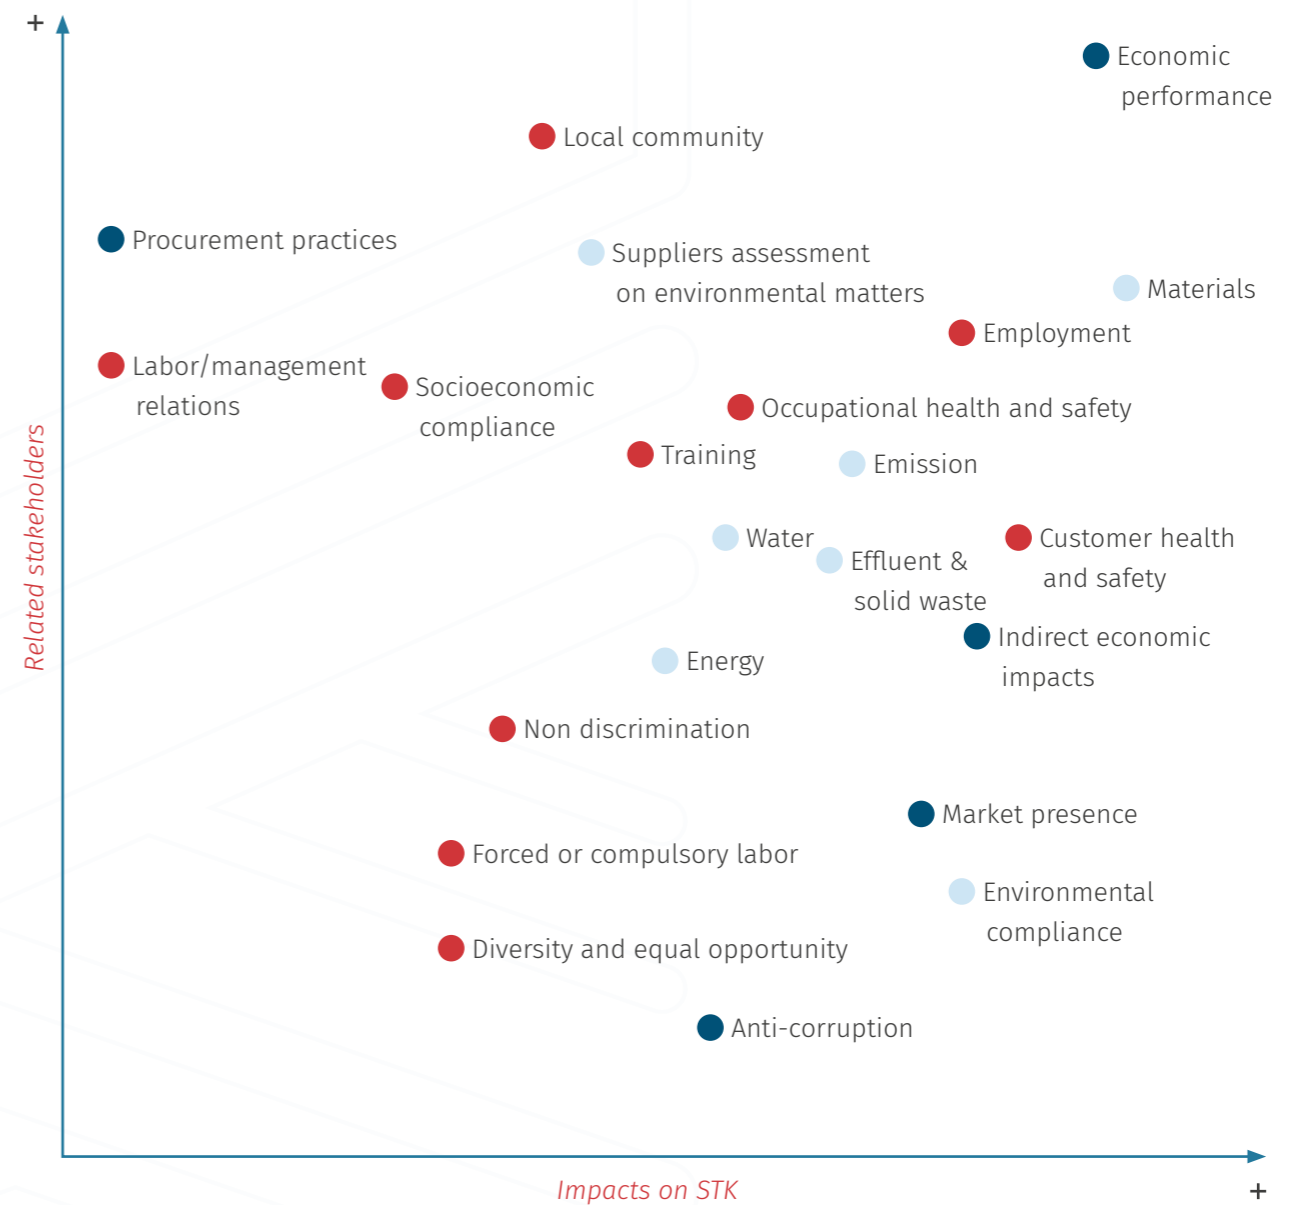 +
Economic
performance
Local community
Procurement practices
Suppliers assessment
on environmental matters
Materials
Employment
Labor/management
relations
Socioeconomic
compliance
Occupational health and safety
Training
Emission
Related stakeholders
Water
Effluent &
solid waste
Customer health
and safety
Indirect economic
impacts
Energy
Non discrimination
Market presence
Forced or compulsory labor
Environmental
compliance
Diversity and equal opportunity
Anti-corruption
Impacts on STK
+